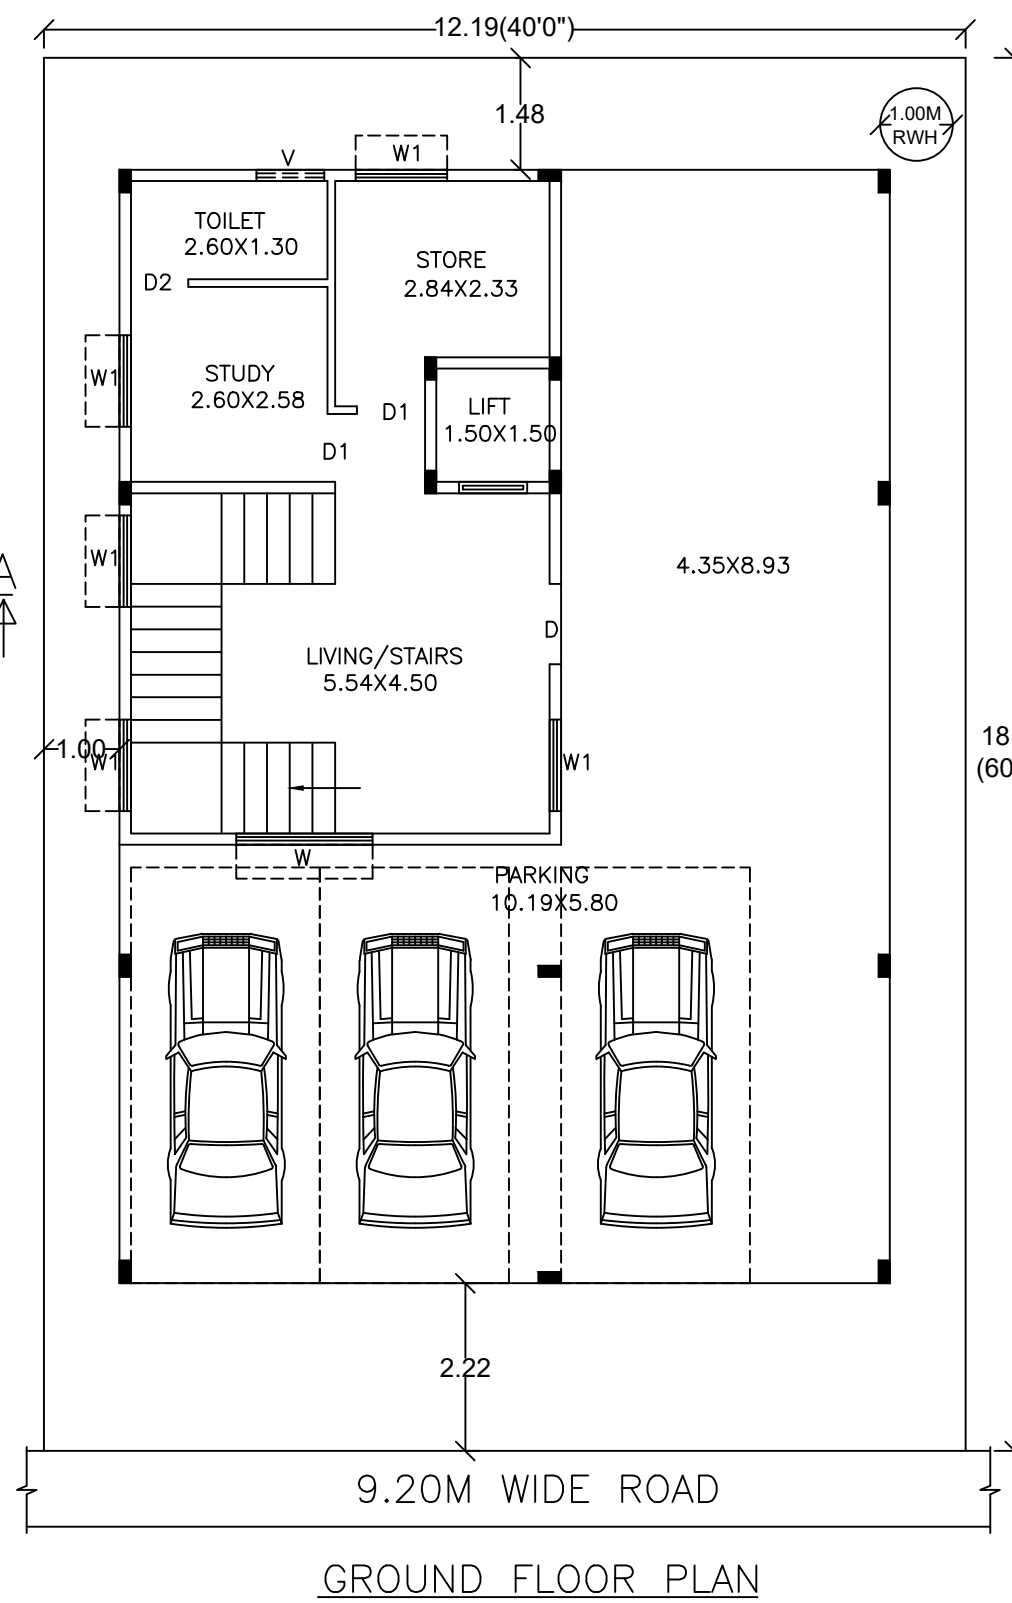 12.19(40'0")
1.48
1.00M
RWH
V
W1
TOILET
2.60X1.30
STORE
2.84X2.33
D2
W1
STUDY
2.60X2.58
D1
LIFT
1.50X1.50
D1
W1
A
4.35X8.93
D
LIVING/STAIRS
5.54X4.50
1.00
W1
W1
18
(60
W
PARKING
10.19X5.80
2.22
9.20M WIDE ROAD
GROUND FLOOR PLAN